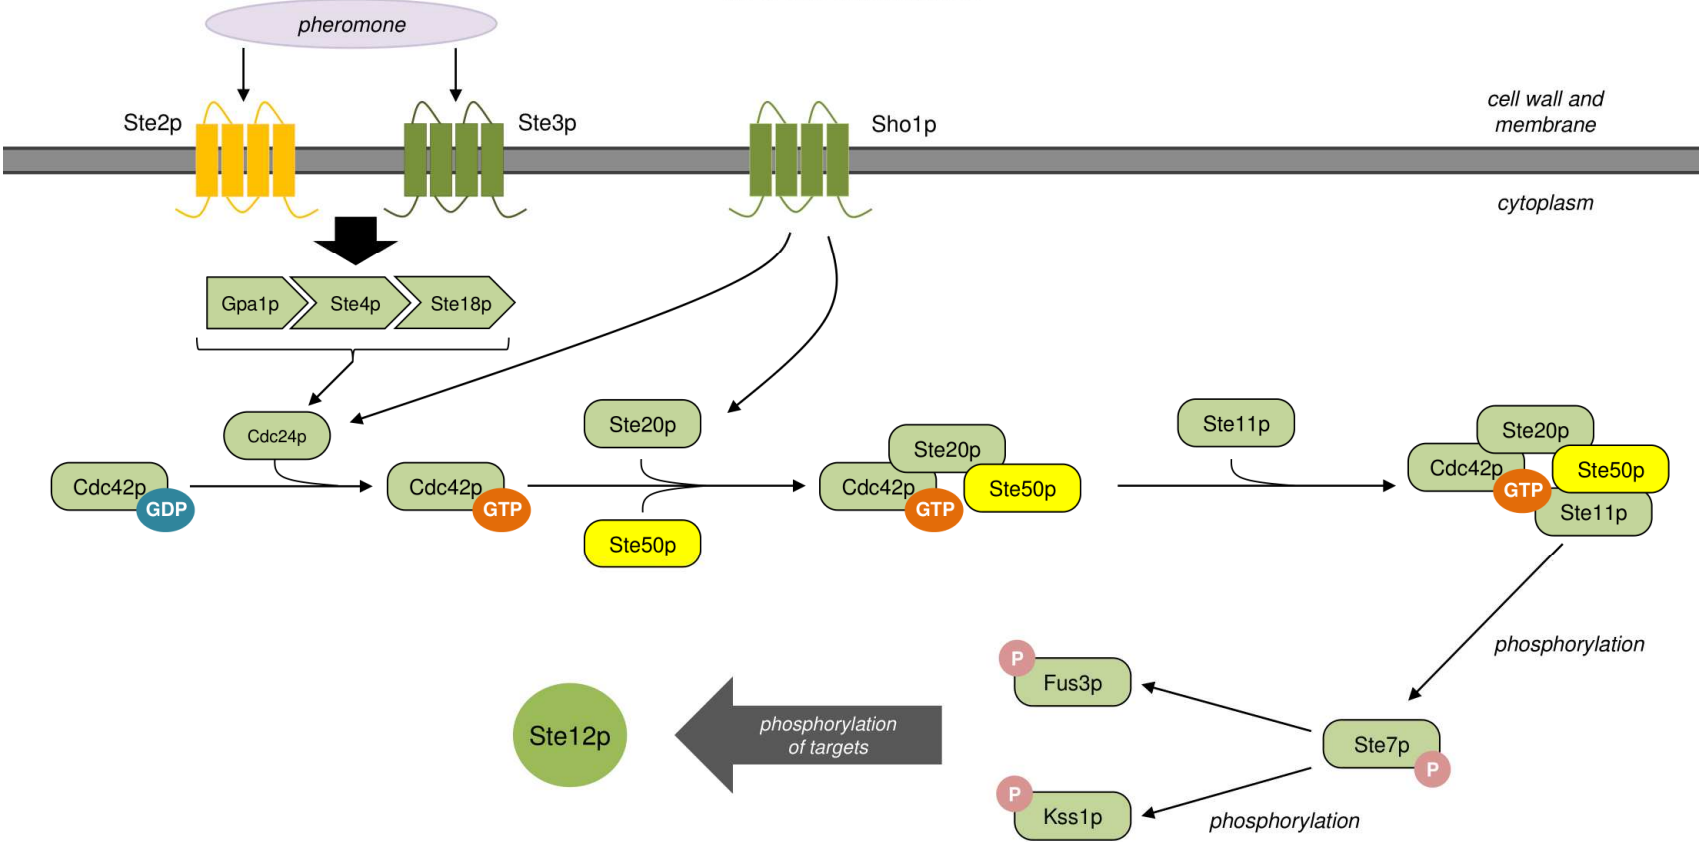 pheromone
Ste2p
Ste3p
Sho1p
cell wall and
membrane
cytoplasm
Gpa1p
Ste4p
Ste18p
Cdc24p
Ste20p
Ste11p
Cdc42p
GDP
Cdc42p
GTP
Ste50p
Ste20p
Cdc42p
GTP
Ste50p
Ste20p
Cdc42p
GTP
Ste50p
Ste11p
phosphorylation
Ste7p
P
P
Fus3p
P
Kss1p
phosphorylation
phosphorylation
of targets
Ste12p